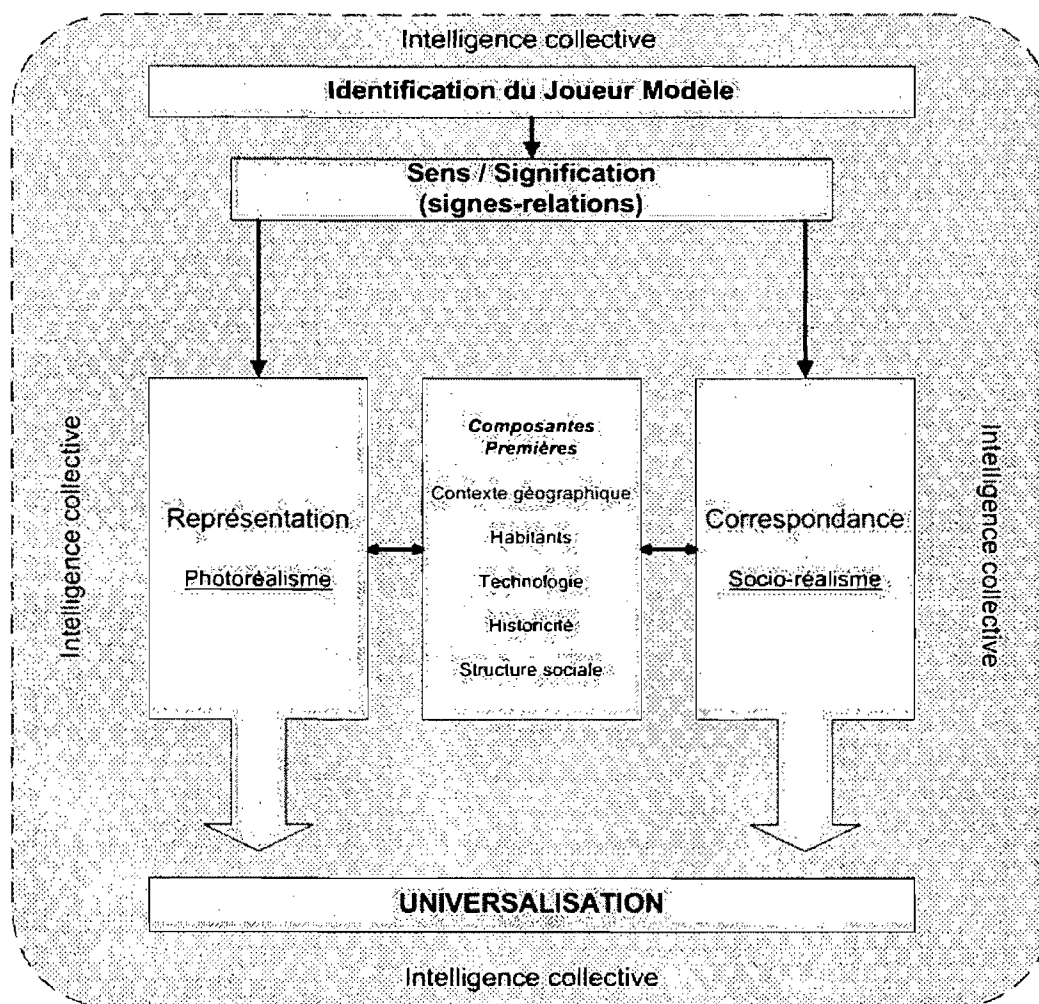 Intelligence collective
Identification du Joueur Modèle
Sens / Signification
(signes-relations)
Intelligence collective
Représentation
Photoréalisme
Composantes
Premières
Contexte géographique
Habitants
Technologie
Historicité
Structure sociale
Correspondance
Socio-réalisme
Intelligence collective
UNIVERSALISATION
Intelligence collective